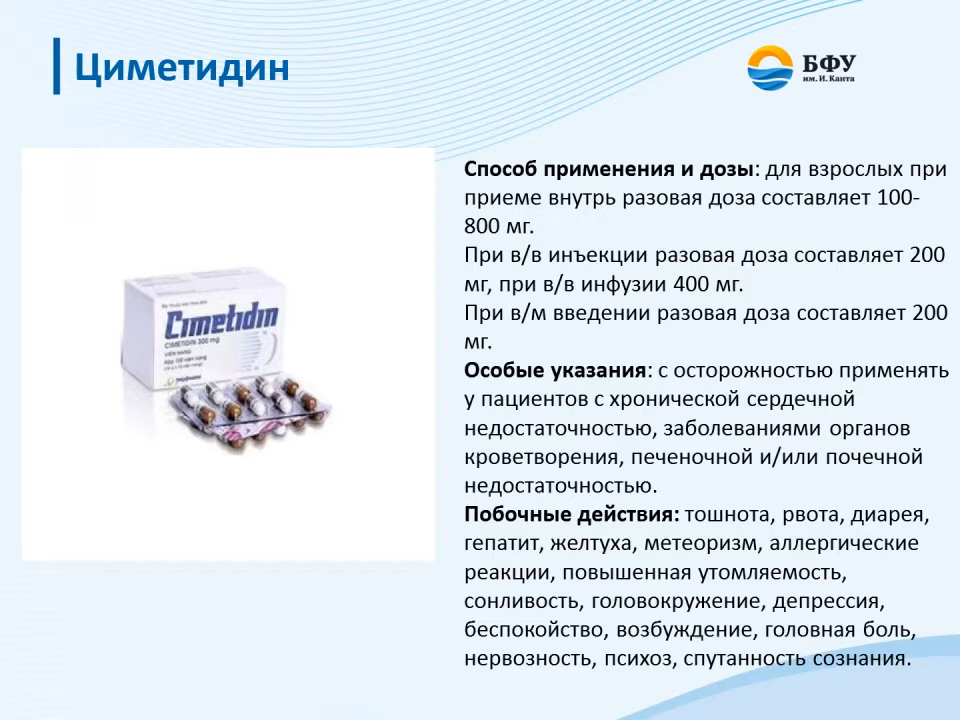 Циметидин
БФУ
им. И. Канта
Способ применения и дозы: для взрослых при
приеме внутрь разовая доза составляет 100-
800 мг.
При в/в инъекции разовая доза составляет 200
мг, при в/в инфузии 400 мг.
При в/м введении разовая доза составляет 200
мг.
Особые указания: с осторожностью применять
у пациентов с хронической сердечной
недостаточностью, заболеваниями органов
кроветворения, печеночной и/или почечной
недостаточностью.
Побочные действия: тошнота, рвота, диарея,
гепатит, желтуха, метеоризм, аллергические
реакции, повышенная утомляемость,
сонливость, головокружение, депрессия,
беспокойство, возбуждение, головная боль,
нервозность, психоз, спутанность сознания.
Cimetidin
CIMETIDIN 300 mg
VIÊN NANG